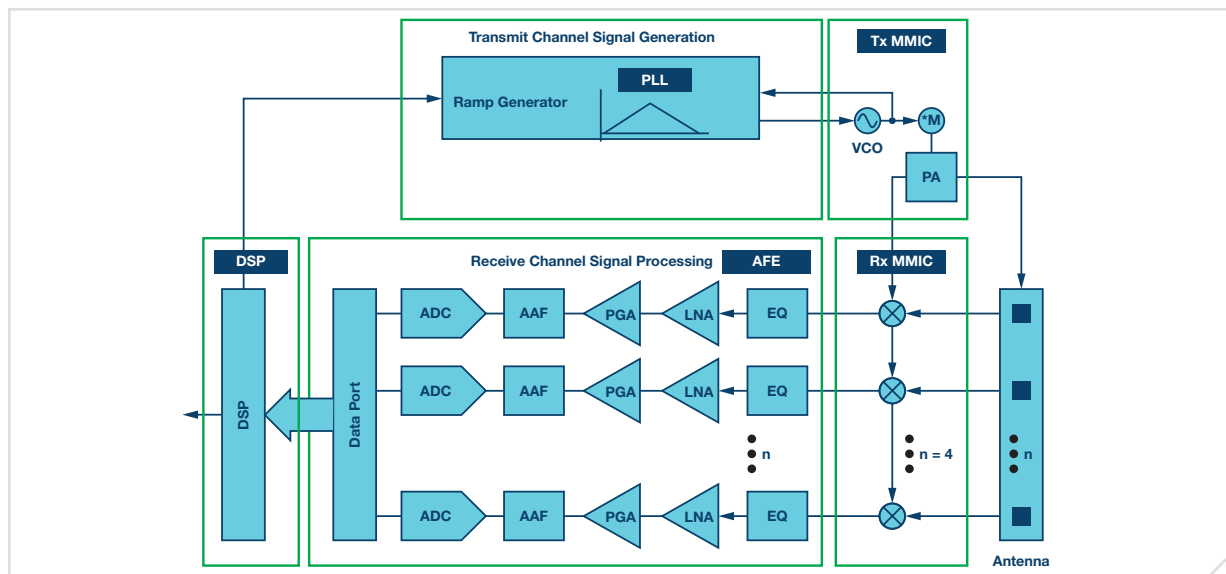 Transmit Channel Signal Generation
Tx MMIC
PLL
Ramp Generator
*M
VCO
PA
DSP
Receive Channel Signal Processing
AFE
Rx MMIC
DSP
Data Port
ADC
AAF
PGA
LNA
EQ
ADC
AAF
PGA
LNA
EQ
n
n = 4
n
ADC
AAF
PGA
LNA
EQ
Antenna